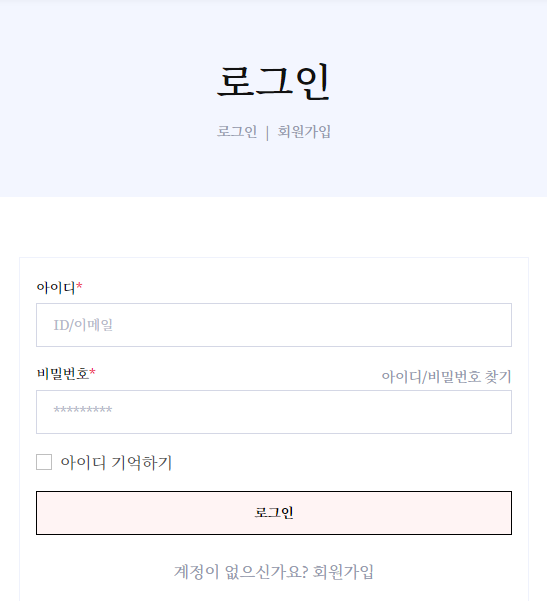 로그인
로그인 | 회원가입
아이디*
ID/이메일
비밀번호*
아이디/비밀번호 찾기
*********
아이디 기억하기
로그인
계정이 없으신가요? 회원가입